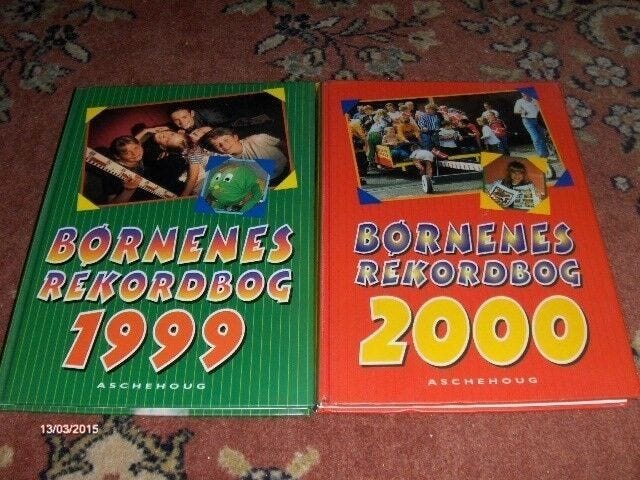 BØRNENES
REKORDBOG
1999
ASCHEHOUG
BØRNENES
REKORDBOG
2000
ASCHEHOUG
13/03/2015